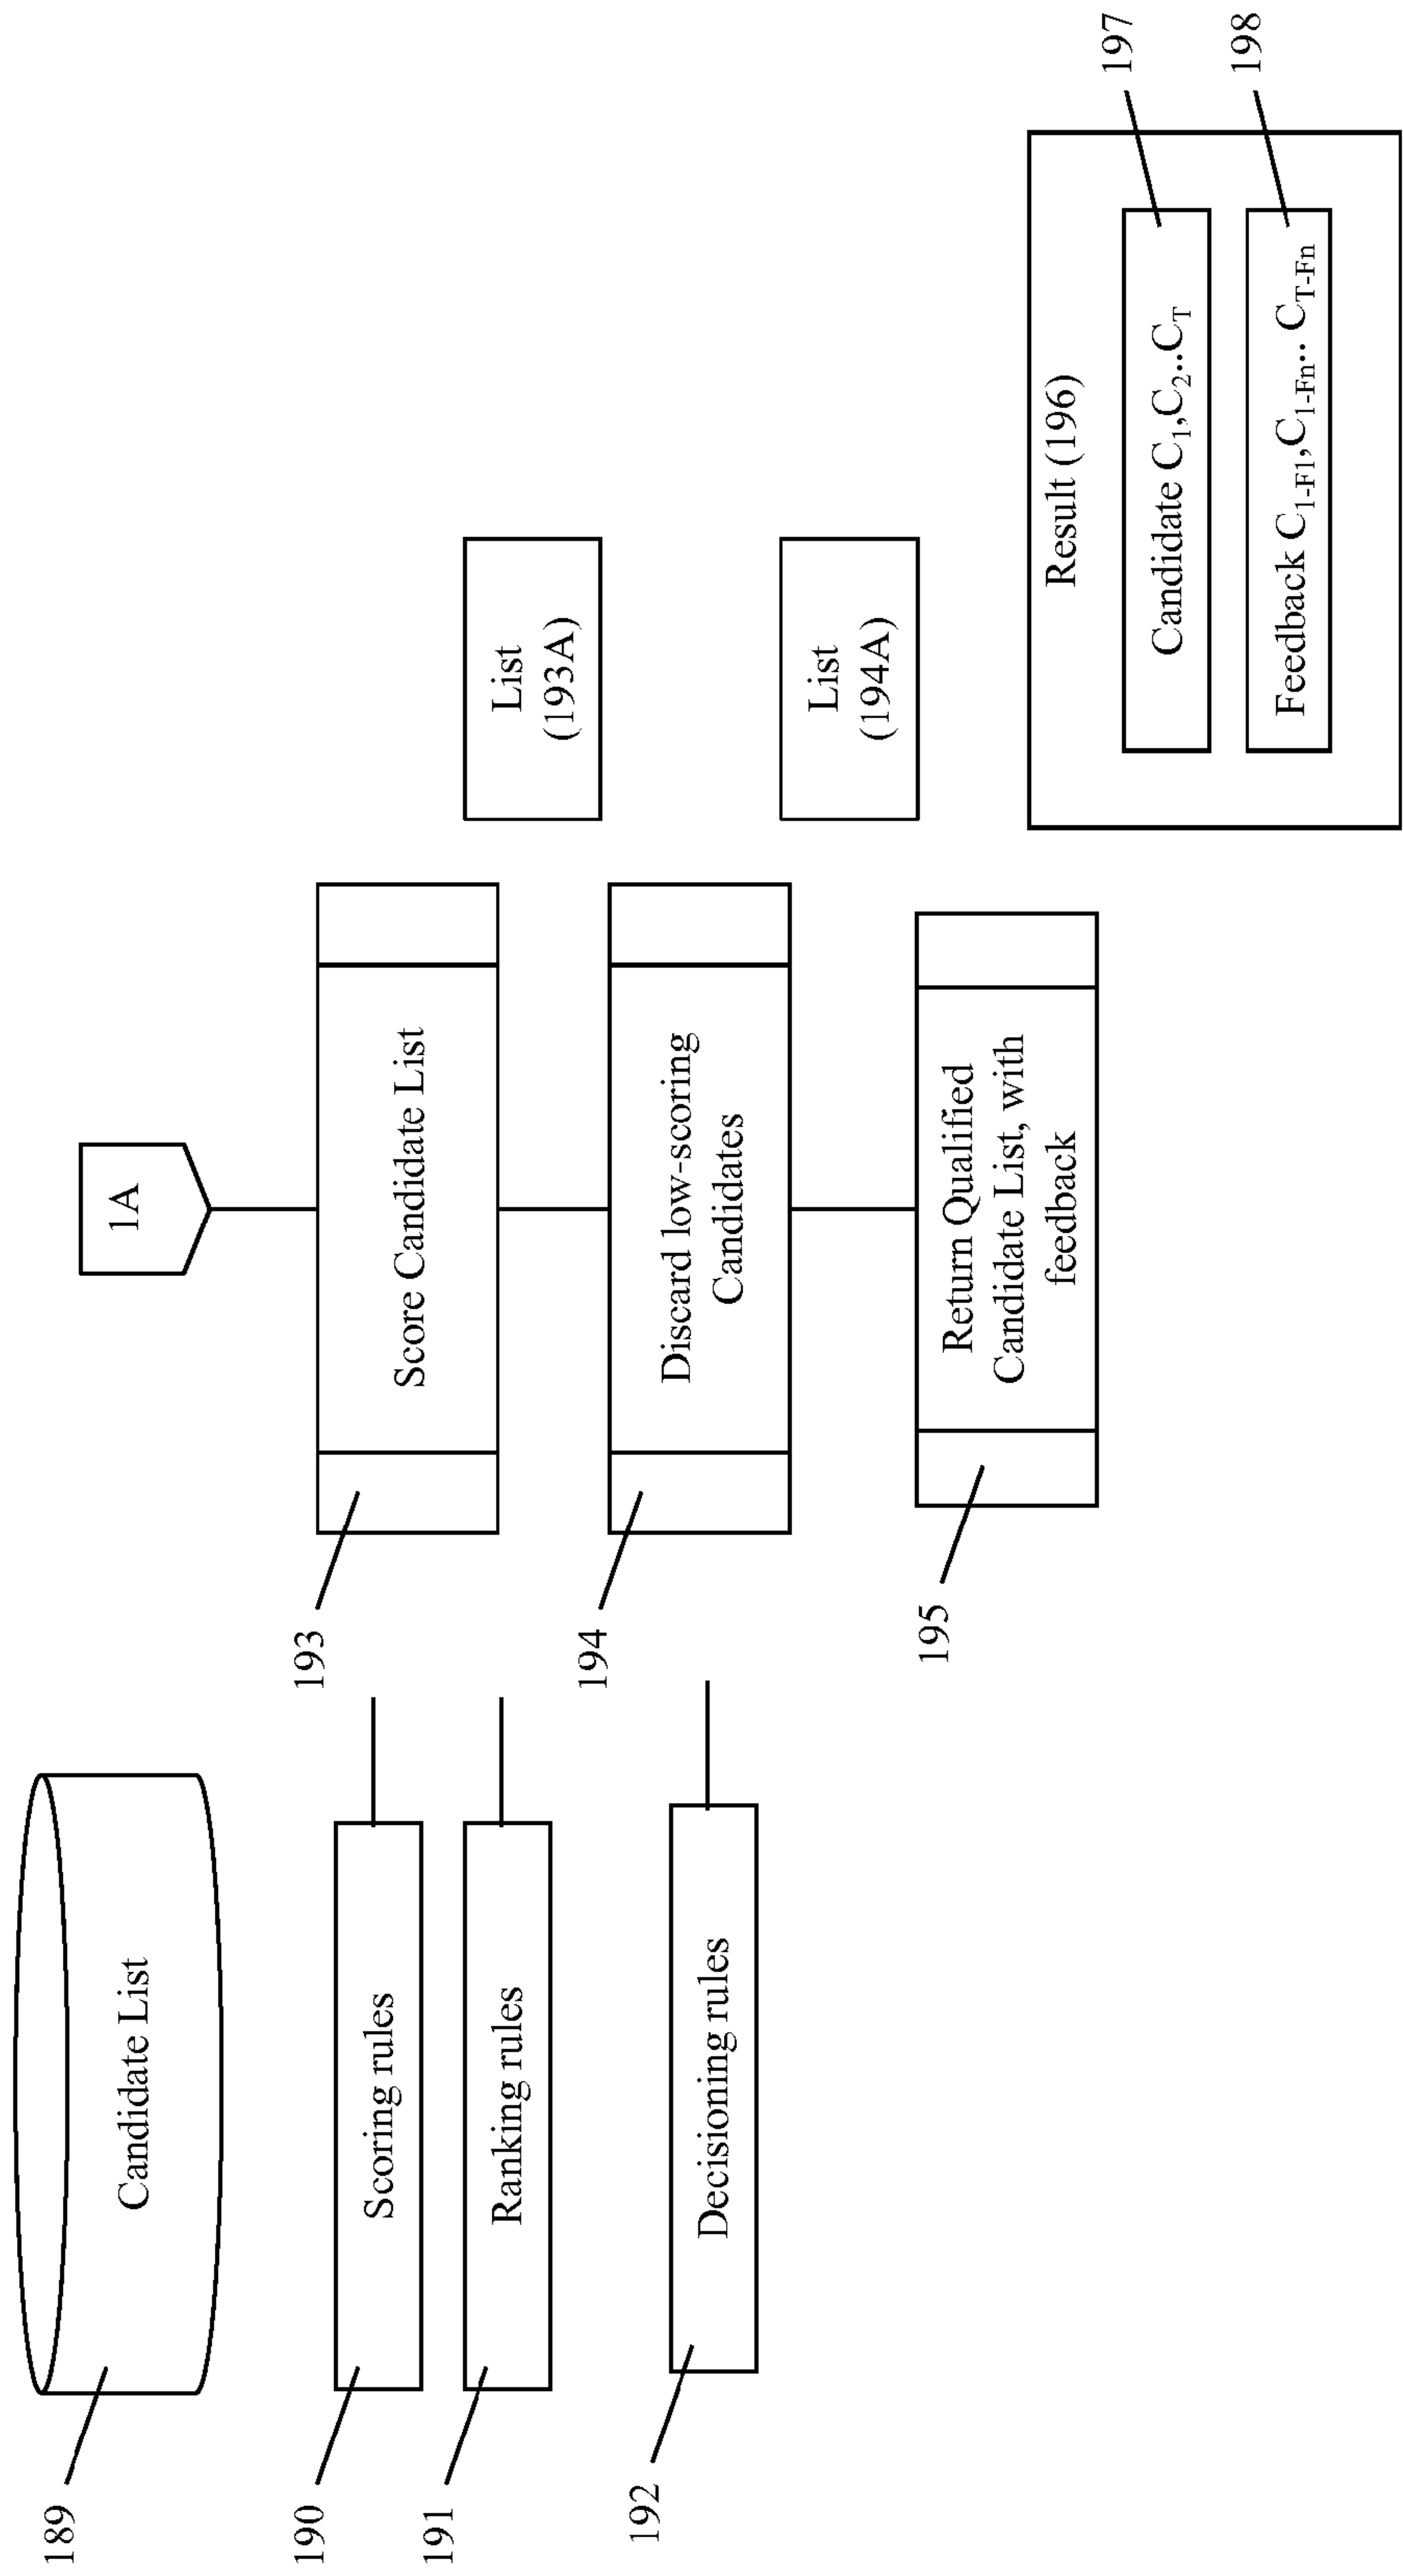 1A
189
Candidate List
190
Scoring rules
191
Ranking rules
192
Decisioning rules
193
Score Candidate List
List
(193A)
194
Discard low-scoring
Candidates
List
(194A)
195
Return Qualified
Candidate List, with
feedback
Result (196)
Candidate C₁,C₂..C_T
197
Feedback C₁₋F₁,C₁₋Fn.. C_T-Fn
198